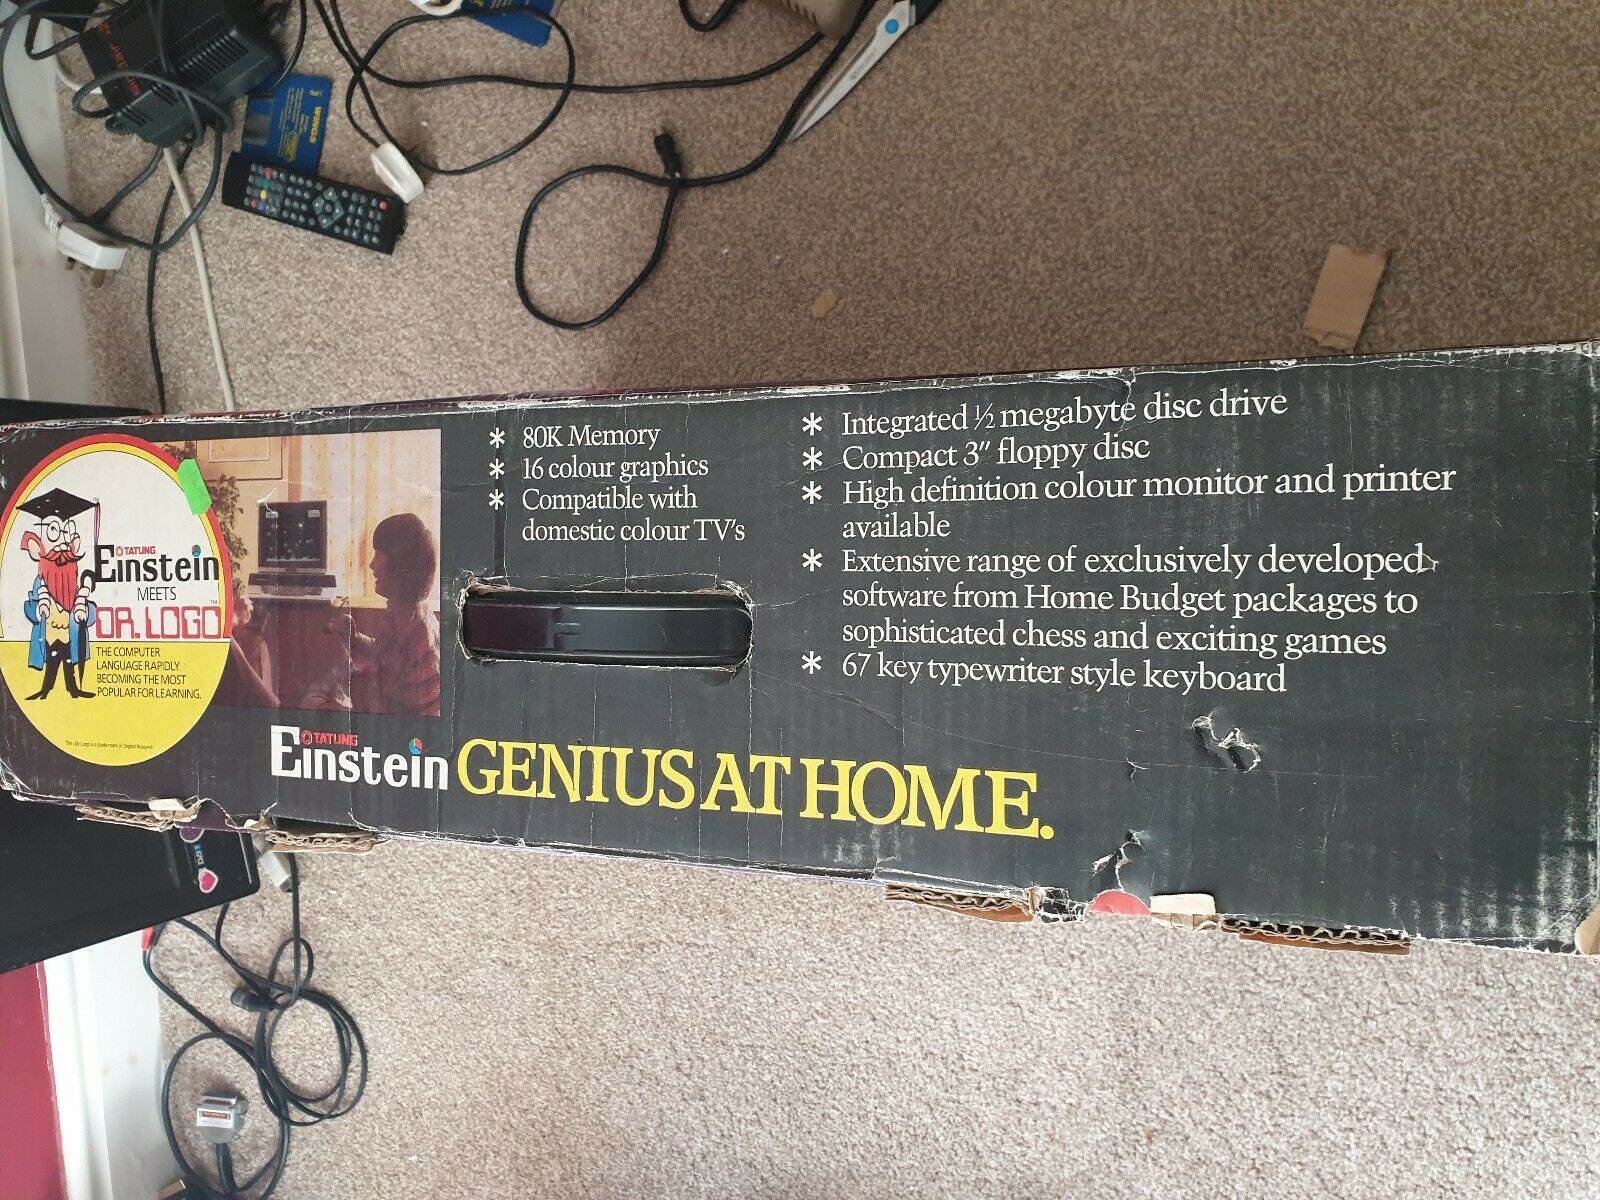 WINGS
TATUNG
Einstein
MEETS
DR. LOGO
THE COMPUTER
LANGUAGE RAPIDLY
BECOMING THE MOST
POPULAR FOR LEARNING.
* 80K Memory
* 16 colour graphics
* Compatible with
domestic colour TV's
* Integrated ½ megabyte disc drive
* Compact 3" floppy disc
* High definition colour monitor and printer
available
* Extensive range of exclusively developed
software from Home Budget packages to
sophisticated chess and exciting games
* 67 key typewriter style keyboard
TATUNG
Einstein GENIUS AT HOME.